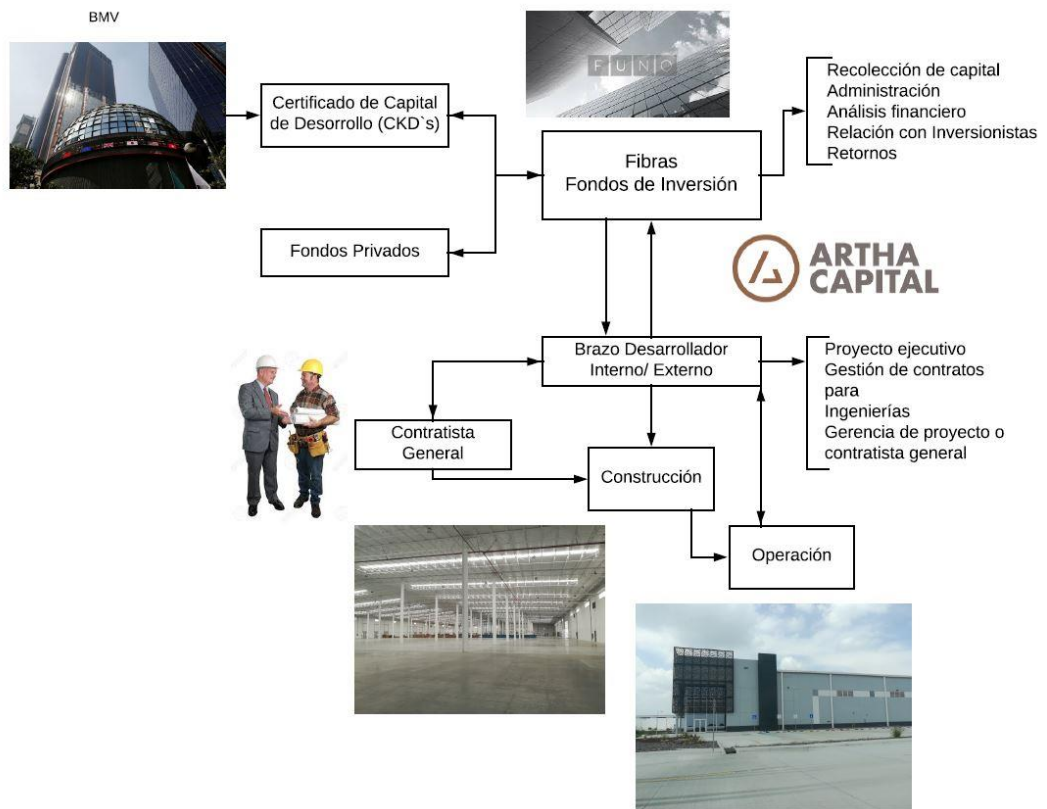 BMV
FUNO
Certificado de Capital
de Desorrollo (CKD`s)
Fibras
Fondos de Inversión
Recolección de capital
Administración
Análisis financiero
Relación con Inversionistas
Retornos
Fondos Privados
ARTHA
CAPITAL
Brazo Desarrollador
Interno/ Externo
Proyecto ejecutivo
Gestión de contratos
para
Ingenierías
Gerencia de proyecto o
contratista general
Contratista
General
Construcción
Operación